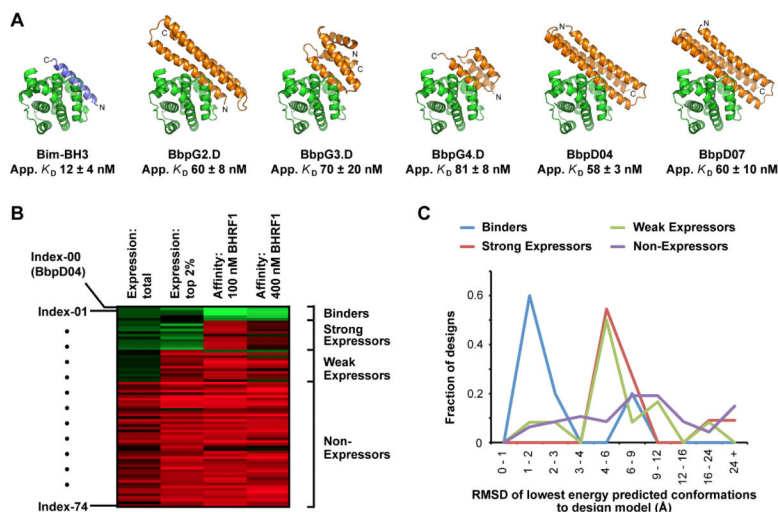 A
C
N
C
N
N
C
C
N
N
C
N
C
Bim-BH3
App. KD 12 ± 4 nM
BbpG2.D
App. KD 60 ± 8 nM
BbpG3.D
App. KD 70 ± 20 nM
BbpG4.D
App. KD 81 ± 8 nM
BbpD04
App. KD 58 ± 3 nM
BbpD07
App. KD 60 ± 10 nM
B
Expression:
total
Expression:
top 2%
Affinity:
100 nM BHRF1
Affinity:
400 nM BHRF1
Index-00
(BbpD04)
Index-01
Index-74
Binders
Strong
Expressors
Weak
Expressors
Non-
Expressors
C
Binders
Weak Expressors
Strong Expressors
Non-Expressors
Fraction of designs
0.6
0.4
0.2
0
0 - 1
1 - 2
2 - 3
3 - 4
4 - 6
6 - 9
9 - 12
12 - 16
16 - 24
24 +
RMSD of lowest energy predicted conformations
to design model (Å)